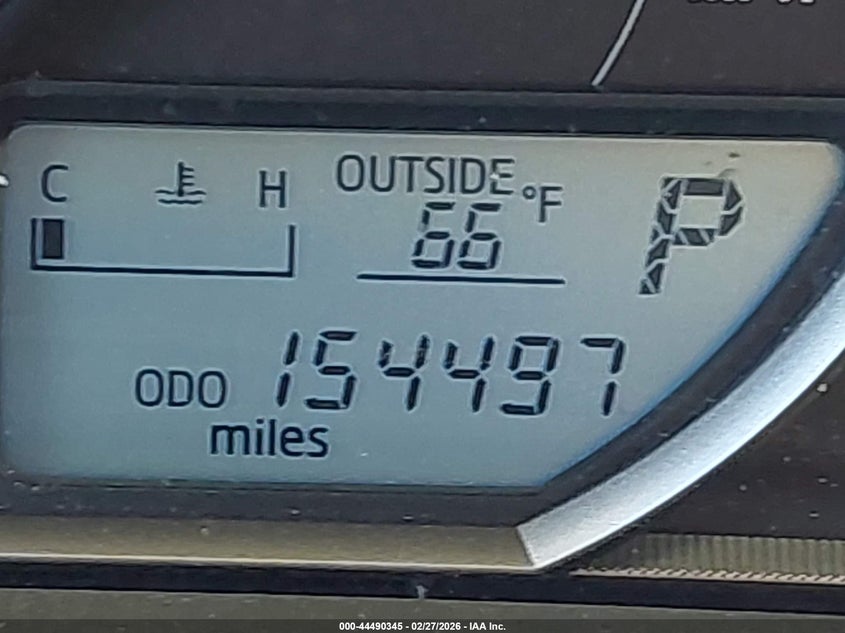 C H
OUTSIDE °F
66
P
ODO 154497
miles
000-44490345 - 02/27/2026 - IAA Inc.